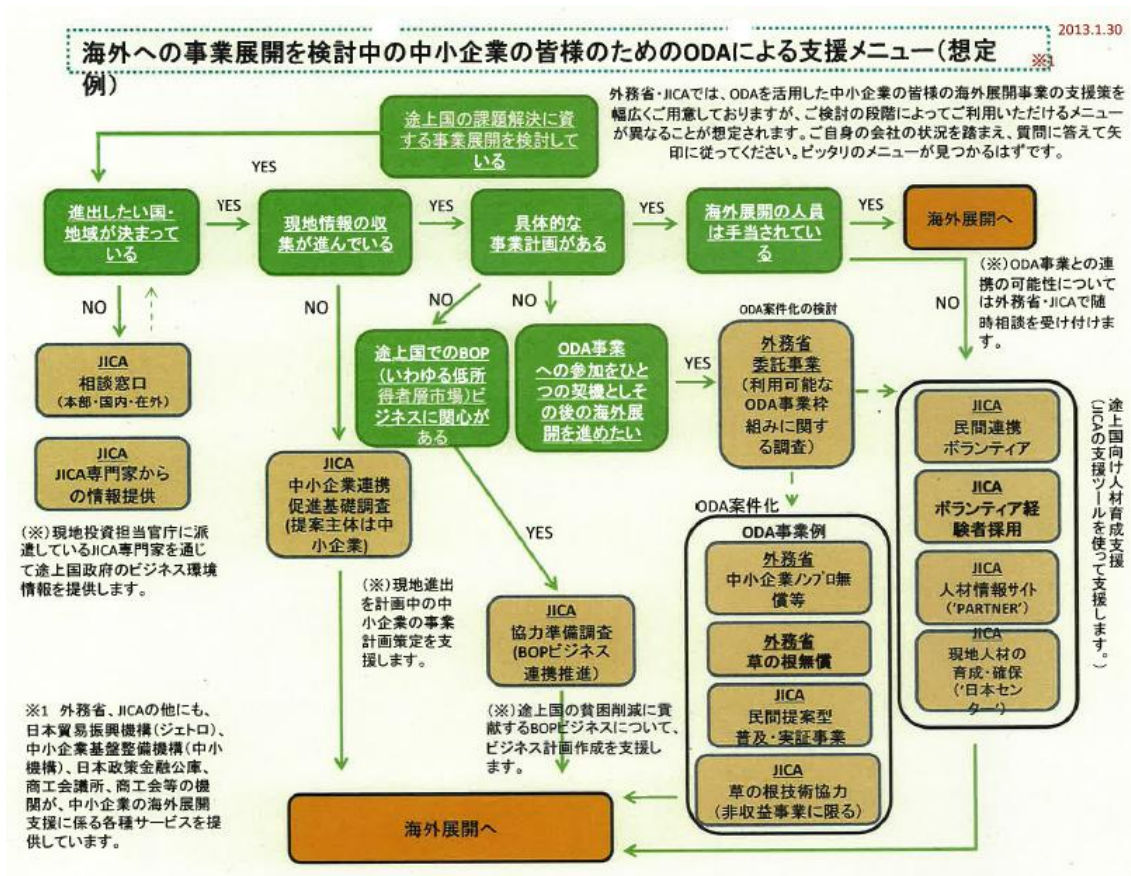 2013.1.30
海外への事業展開を検討中の中小企業の皆様のためのODAによる支援メニュー(想定
例)
※1
外務省・JICAでは、ODAを活用した中小企業の皆様の海外展開事業の支援策を
幅広くご用意しておりますが、ご検討の段階によってご利用いただけるメニュー
が異なることが想定されます。ご自身の会社の状況を踏まえ、質問に答えて矢
印に従ってください。ピッタリのメニューが見つかるはずです。
途上国の課題解決に資
する事業展開を検討して
いる
YES
進出したい国・
地域が決まって
いる
YES
現地情報の収
集が進んでいる
YES
具体的な
事業計画がある
YES
海外展開の人員
は手当されてい
る
YES
海外展開へ
NO
NO
NO
NO
NO
(※)ODA事業との連
携の可能性について
は外務省・JICAで随
時相談を受け付けま
す。
JICA
相談窓口
(本部・国内・在外)
JICA
JICA専門家から
の情報提供
(※)現地投資担当官庁に派
遣しているJICA専門家を通じ
て途上国政府のビジネス環境
情報を提供します。
途上国でのBOP
(いわゆる低所
得者層市場)ビ
ジネスに関心が
ある
ODA事業
への参加をひと
つの契機としそ
の後の海外展
開を進めたい
YES
ODA案件化の検討
外務省
委託事業
(利用可能な
ODA事業枠
組みに関す
る調査)
JICA
中小企業連携
促進基礎調査
(提案主体は中
小企業)
(※)現地進出
を計画中の中
小企業の事業
計画策定を支
援します。
YES
JICA
協力準備調査
(BOPビジネス
連携推進)
(※)途上国の貧困削減に貢
献するBOPビジネスについて、
ビジネス計画作成を支援しま
す。
ODA案件化
ODA事業例
外務省
中小企業ノンプロ無
償等
外務省
草の根無償
JICA
民間提案型
普及・実証事業
JICA
草の根技術協力
(非収益事業に限る)
JICA
民間連携
ボランティア
JICA
ボランティア経
験者採用
JICA
人材情報サイト
('PARTNER')
JICA
現地人材の
育成・確保
('日本セン
ター')
途上国向け人材育成支援
(JICAの支援ツールを使って支援します。)
※1 外務省、JICAの他にも、
日本貿易振興機構(ジェトロ)、
中小企業基盤整備機構(中小
機構)、日本政策金融公庫、
商工会議所、商工会等の機
関が、中小企業の海外展開
支援に係る各種サービスを提
供しています。
海外展開へ